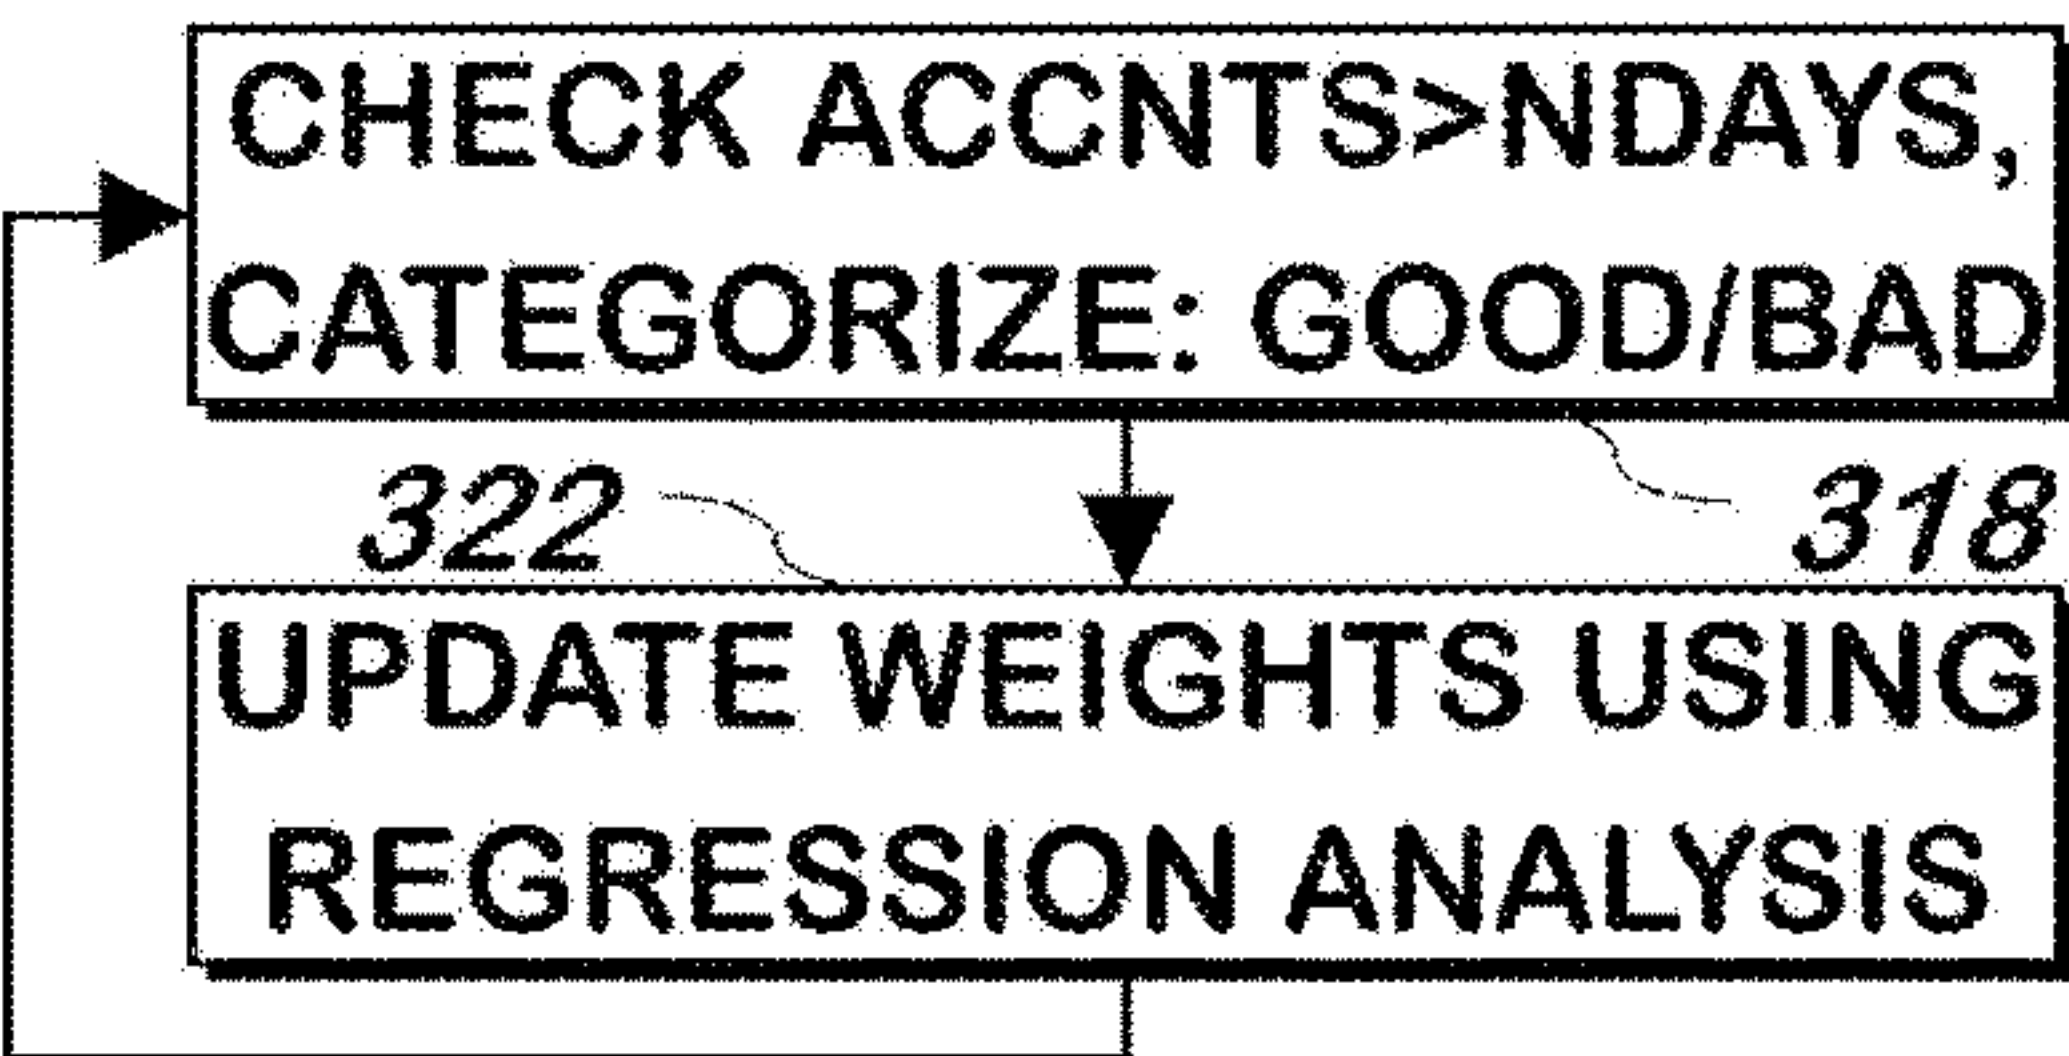 CHECK ACCNTS>NDAYS,
CATEGORIZE: GOOD/BAD
322
318
UPDATE WEIGHTS USING
REGRESSION ANALYSIS